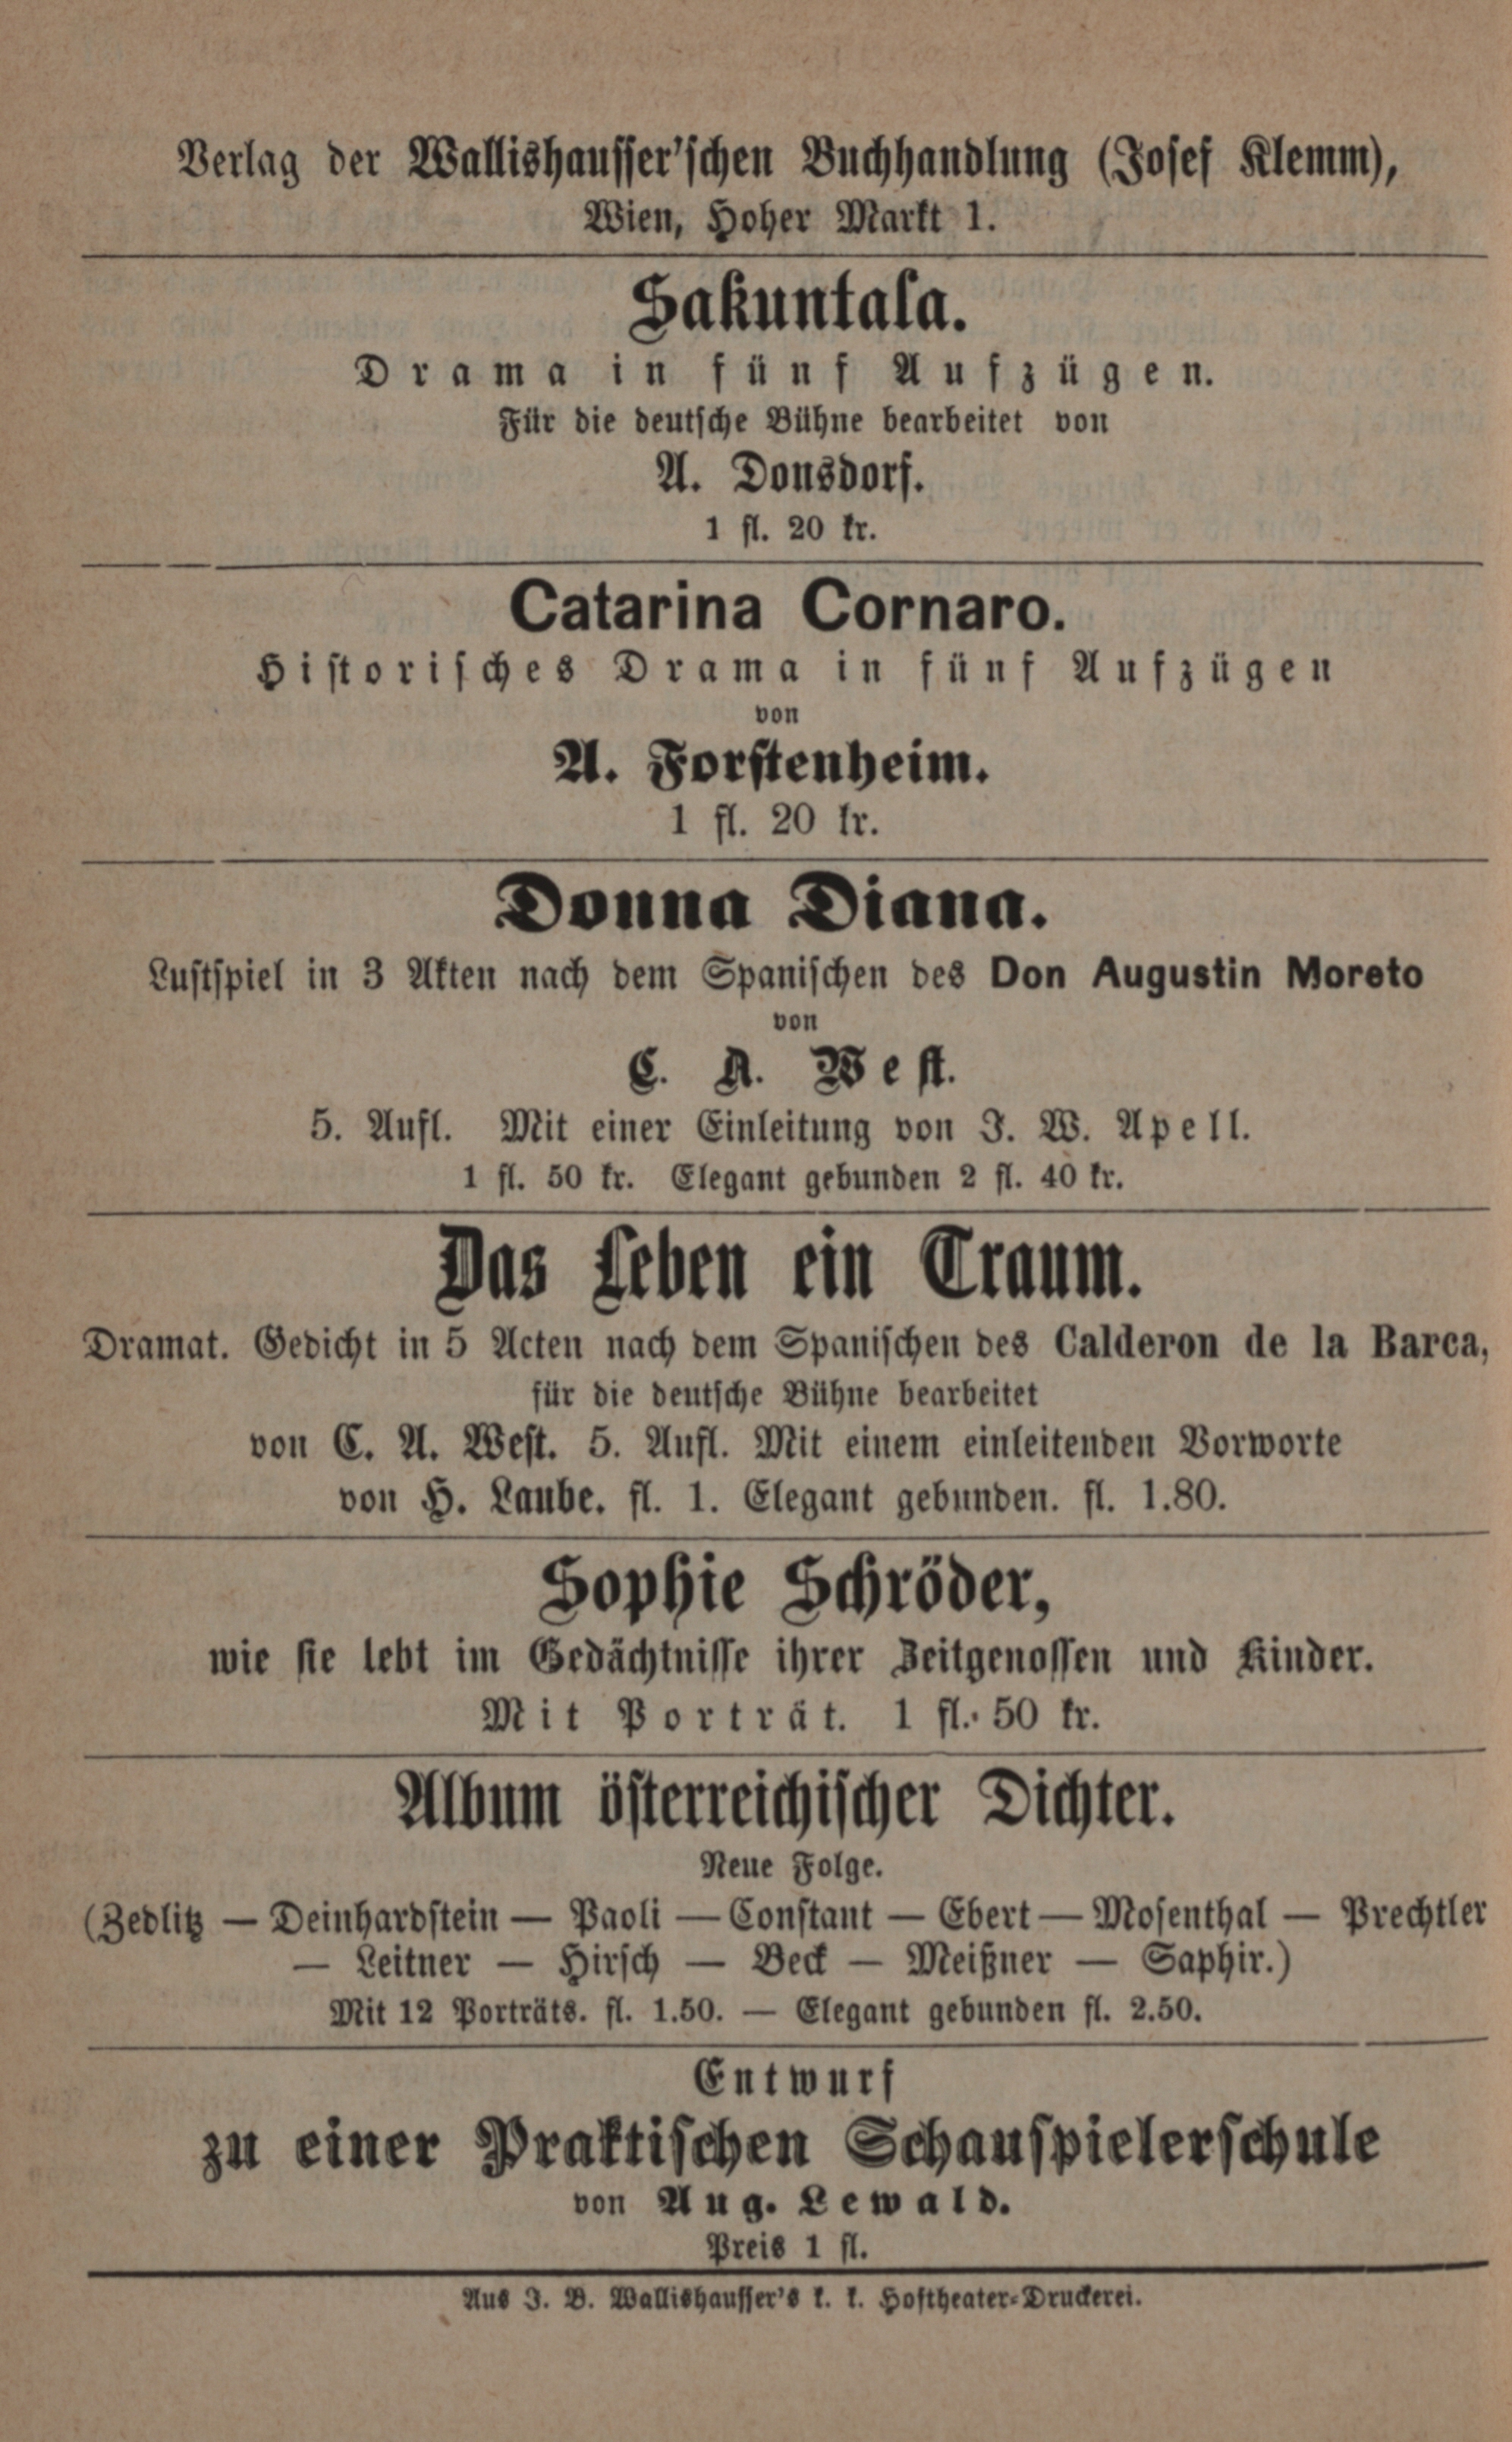 Verlag der Wallishausser'schen Buchhandlung (Josef Klemm),
Wien, Hoher Markt 1.
Sakuntala.
Drama in fünf Aufzügen.
Für die deutsche Bühne bearbeitet von
A. Donsdorf.
1 fl. 20 kr.
Catarina Cornaro.
Historisches Drama in fünf Aufzügen
von
A. Forstenheim.
1 fl. 20 kr.
Donna Diana.
Lustspiel in 3 Akten nach dem Spanischen des Don Augustin Moreto
von
C. A. West.
5. Aufl. Mit einer Einleitung von J. W. Apell.
1 fl. 50 kr. Elegant gebunden 2 fl. 40 kr.
Das Leben ein Traum.
Dramat. Gedicht in 5 Acten nach dem Spanischen des Calderon de la Barca,
für die deutsche Bühne bearbeitet
von C. A. West. 5. Aufl. Mit einem einleitenden Vorworte
von H. Laube. fl. 1. Elegant gebunden. fl. 1.80.
Sophie Schröder,
wie sie lebt im Gedächtnisse ihrer Zeitgenossen und Kinder.
Mit Porträt. 1 fl. 50 kr.
Album österreichischer Dichter.
Neue Folge.
(Zedlitz — Deinhardstein — Paoli — Constant — Ebert — Mosenthal — Prechtler
— Leitner — Hirsch — Beck — Meißner — Saphir.)
Mit 12 Porträts. fl. 1.50. — Elegant gebunden fl. 2.50.
Entwurf
zu einer Praktischen Schauspielerschule
von Aug. Lewald.
Preis 1 fl.
Aus J. B. Wallishausser's k. k. Hoftheater-Druckerei.